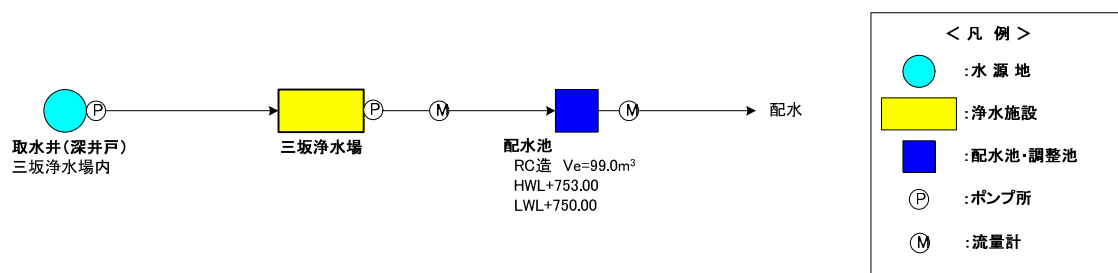 P
取水井(深井戸)
三坂浄水場内
P
三坂浄水場
M
配水池
RC造 Ve=99.0m³
HWL+753.00
LWL+750.00
M
配水
＜ 凡 例 ＞
:水 源 地
:浄水施設
:配水池･調整池
P :ポンプ所
M :流量計